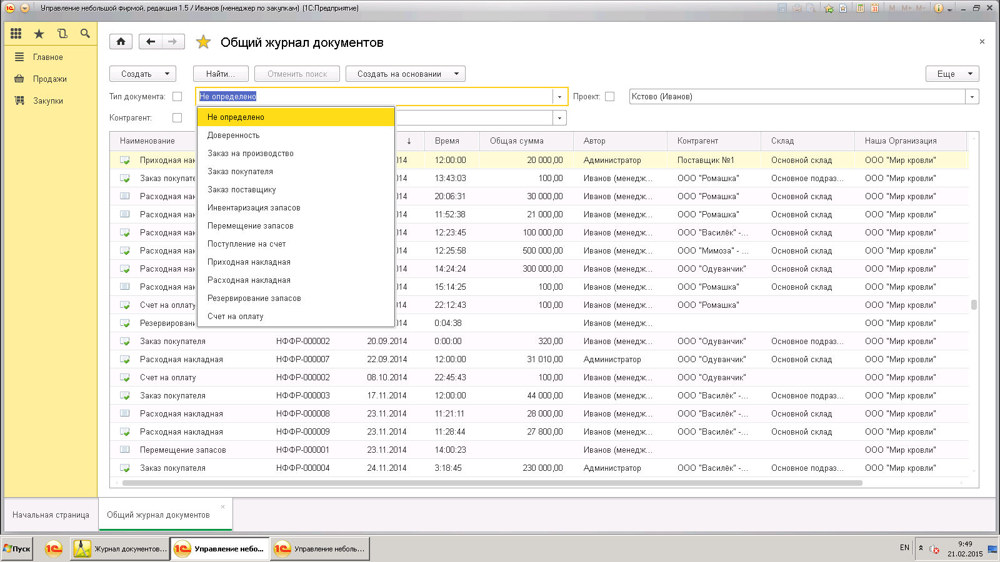 Управление небольшой фирмой, редакция 1.5 / Иванов (менеджер по закупкам) (1С:Предприятие)
M M+ M-
Главное
Продажи
Закупки
Общий журнал документов
Создать Найти... Отменить поиск Создать на основании Еще
Тип документа: Не определено Проект: Кстово (Иванов)
Контрагент:
Не определено
Доверенность
Заказ на производство
Заказ покупателя
Заказ поставщику
Инвентаризация запасов
Перемещение запасов
Поступление на счет
Приходная накладная
Расходная накладная
Резервирование запасов
Счет на оплату
Наименование ↓ Время Общая сумма Автор Контрагент Склад Наша Организация
Приходная нак 014 12:00:00 20 000,00 Администратор Поставщик №1 Основной склад ООО "Мир кровли"
Заказ покупате 014 13:43:03 100,00 Иванов (менедж... ООО "Ромашка" Основное подраз... ООО "Мир кровли"
Расходная нак 014 20:06:31 30 000,00 Иванов (менедж... ООО "Ромашка" Основной склад ООО "Мир кровли"
Расходная нак 014 11:52:38 21 000,00 Иванов (менедж... ООО "Ромашка" Основной склад ООО "Мир кровли"
Расходная нак 014 12:23:45 100 000,00 Иванов (менедж... ООО "Василёк" -... Основной склад ООО "Мир кровли"
Расходная нак 014 12:25:58 500 000,00 Иванов (менедж... ООО "Мимоза" - ... Основной склад ООО "Мир кровли"
Расходная нак 014 14:24:24 300 000,00 Иванов (менедж... ООО "Одуванчик" Основной склад ООО "Мир кровли"
Расходная нак 014 15:14:25 100,00 Иванов (менедж... ООО "Ромашка" Основной склад ООО "Мир кровли"
Счет на оплату 014 22:12:43 100,00 Иванов (менедж... ООО "Ромашка" ООО "Мир кровли"
Резервировани 014 0:04:38 Иванов (менедж... ООО "Мир кровли"
Заказ покупателя НФФР-000002 20.09.2014 0:00:00 320,00 Иванов (менедж... ООО "Одуванчик" Основное подраз... ООО "Мир кровли"
Расходная накладная НФФР-000007 22.09.2014 12:00:00 31 010,00 Администратор ООО "Одуванчик" Основной склад ООО "Мир кровли"
Счет на оплату НФФР-000002 08.10.2014 22:45:43 100,00 Иванов (менедж... ООО "Одуванчик" ООО "Мир кровли"
Заказ покупателя НФФР-000003 17.11.2014 12:00:00 44 000,00 Иванов (менедж... ООО "Василёк" -... Основное подраз... ООО "Мир кровли"
Расходная накладная НФФР-000008 23.11.2014 11:21:11 28 000,00 Иванов (менедж... ООО "Василёк" -... Основной склад ООО "Мир кровли"
Расходная накладная НФФР-000009 23.11.2014 11:28:44 27 800,00 Иванов (менедж... ООО "Василёк" -... Основной склад ООО "Мир кровли"
Перемещение запасов НФФР-000001 23.11.2014 14:00:23 Иванов (менедж... ООО "Мир кровли"
Заказ покупателя НФФР-000004 24.11.2014 3:18:45 230 000,00 Администратор ООО "Василёк" -... Основное подраз... ООО "Мир кровли"
Начальная страница Общий журнал документов
Пуск Журнал документов... Управление небо... Управление неболь... EN 9:49
21.02.2015